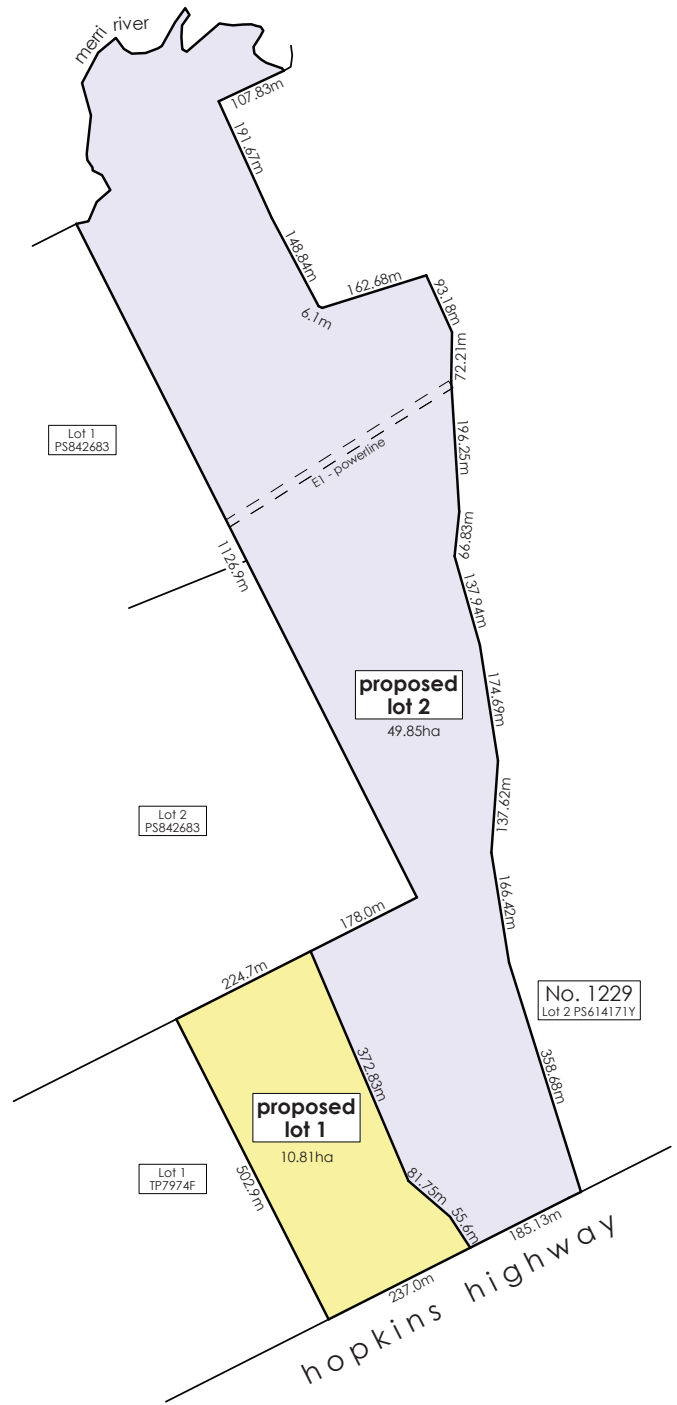 merri river
107.83m
191.67m
148.84m
6.1m
162.68m
93.18m
72.21m
E1 - powerline
196.25m
66.83m
Lot 1
PS842683
1126.9m
137.94m
proposed
lot 2
49.85ha
174.69m
137.62m
Lot 2
PS842683
166.42m
178.0m
224.7m
No. 1229
Lot 2 PS614171Y
358.68m
372.83m
proposed
lot 1
10.81ha
Lot 1
TP7974F
502.9m
81.75m
55.6m
185.13m
237.0m
hopkins highway